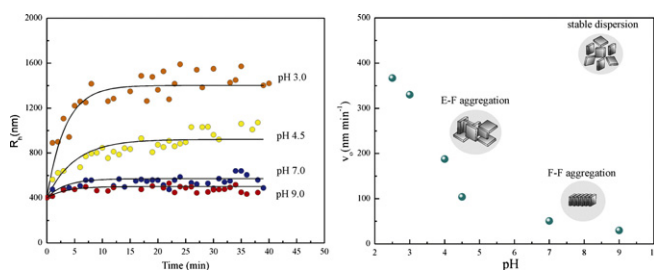 2000
1600
1200
800
400
0
R_h(nm)
0 5 10 15 20 25 30 35 40 45 50
Time (min)
pH 3.0
pH 4.5
pH 7.0
pH 9.0
500
400
300
200
100
0
v_0 (nm min⁻¹)
2 3 4 5 6 7 8 9
pH
stable dispersion
E-F aggregation
F-F aggregation